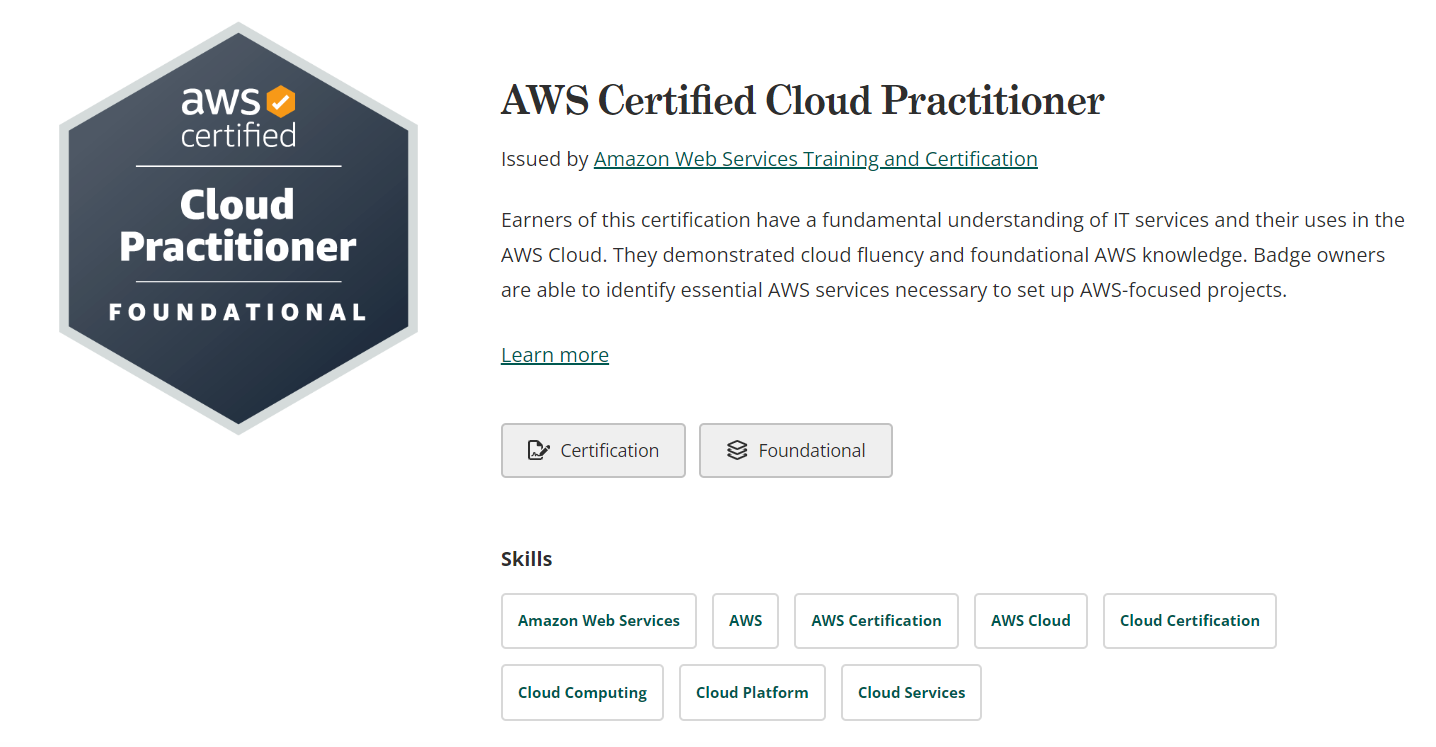 aws
certified
Cloud
Practitioner
FOUNDATIONAL
AWS Certified Cloud Practitioner
Issued by Amazon Web Services Training and Certification
Earners of this certification have a fundamental understanding of IT services and their uses in the
AWS Cloud. They demonstrated cloud fluency and foundational AWS knowledge. Badge owners
are able to identify essential AWS services necessary to set up AWS-focused projects.
Learn more
Certification Foundational
Skills
Amazon Web Services AWS AWS Certification AWS Cloud Cloud Certification
Cloud Computing Cloud Platform Cloud Services